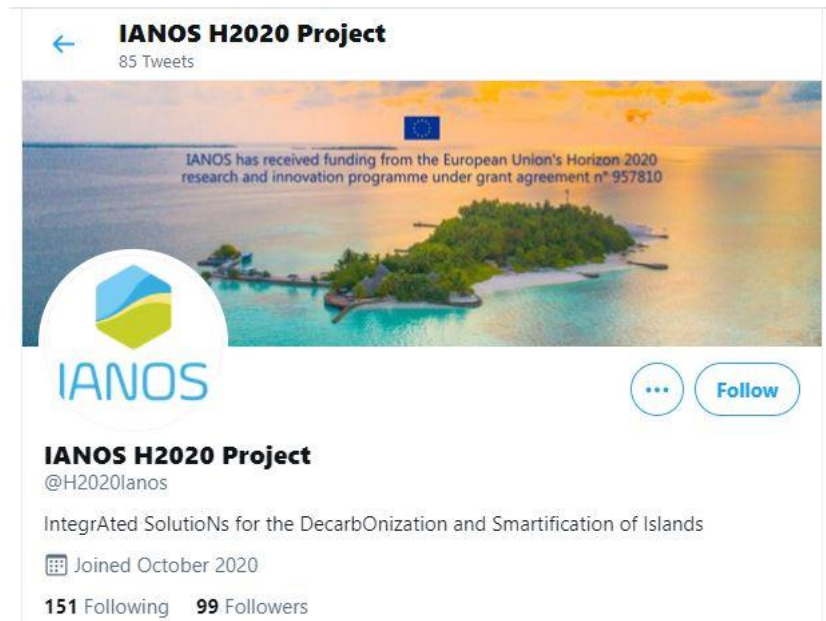 IANOS H2020 Project
85 Tweets
IANOS has received funding from the European Union's Horizon 2020
research and innovation programme under grant agreement n° 957810
IANOS
Follow
IANOS H2020 Project
@H2020Ianos
IntegrAted SolutioNs for the DecarbOnization and Smartification of Islands
Joined October 2020
151 Following 99 Followers